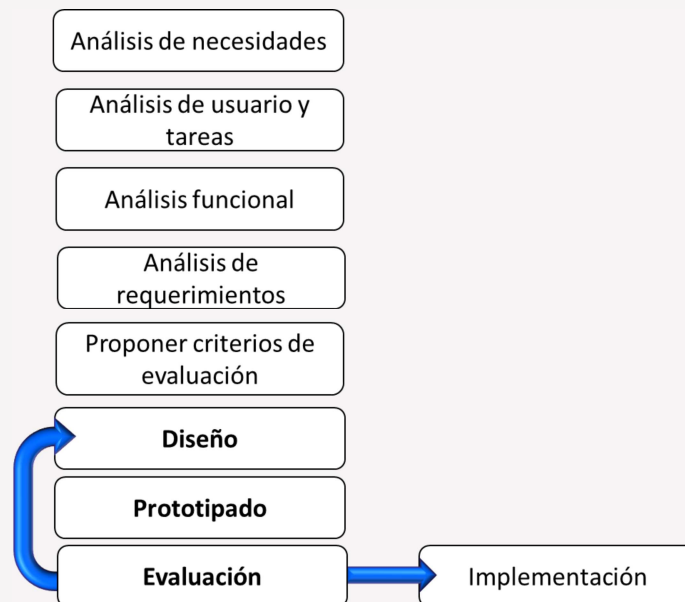 Análisis de necesidades
Análisis de usuario y
tareas
Análisis funcional
Análisis de
requerimientos
Proponer criterios de
evaluación
Diseño
Prototipado
Evaluación
Implementación